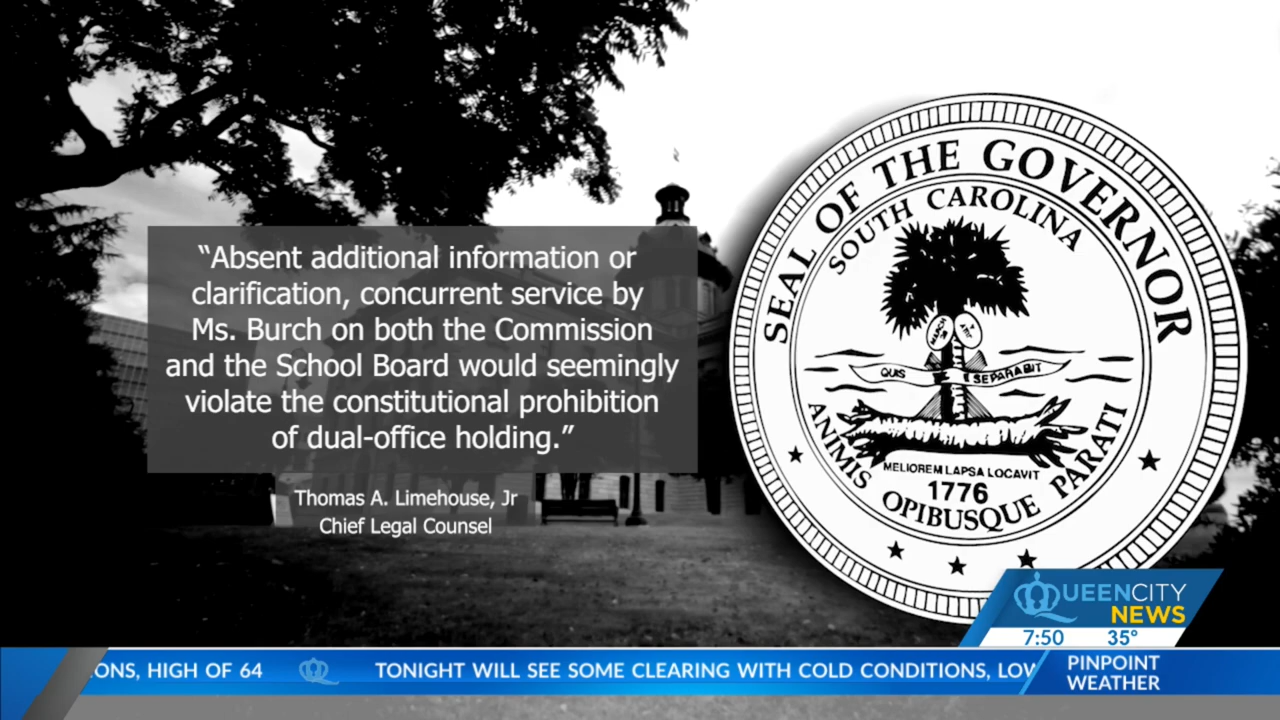 “Absent additional information or
clarification, concurrent service by
Ms. Burch on both the Commission
and the School Board would seemingly
violate the constitutional prohibition
of dual-office holding.”
Thomas A. Limehouse, Jr
Chief Legal Counsel
SEAL OF THE GOVERNOR
SOUTH CAROLINA
QUIS SEPARABIT
MELIOREM LAPSA LOCAVIT
1776
ANIMIS OPIBUSQUE PARATI
QUEENCITY
NEWS
7:50 35°
ONS, HIGH OF 64 TONIGHT WILL SEE SOME CLEARING WITH COLD CONDITIONS, LOW
PINPOINT
WEATHER